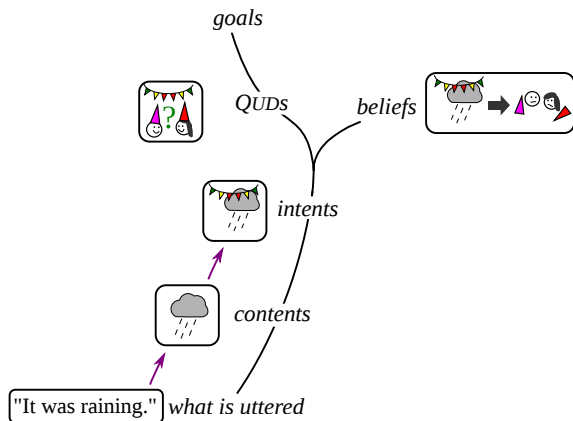 goals
QUDs
?
beliefs
intents
contents
"It was raining." what is uttered